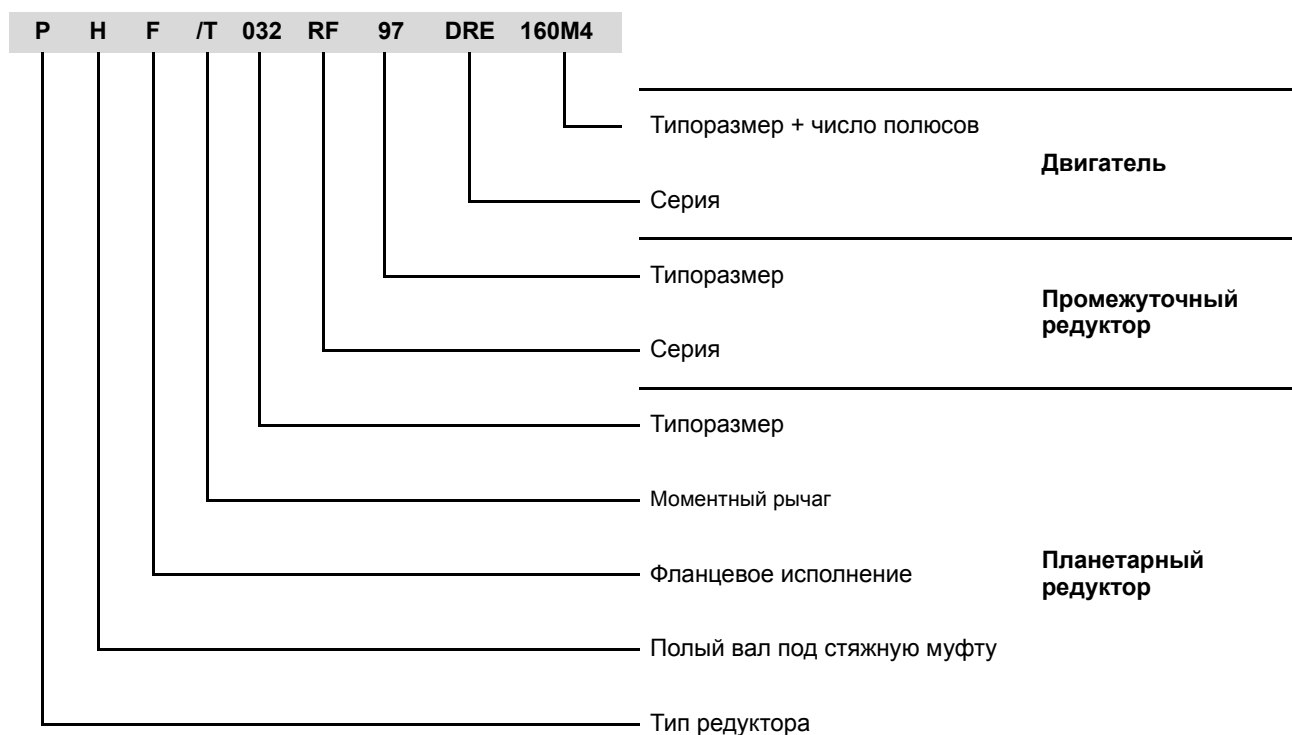 P H F /T 032 RF 97 DRE 160M4
Типоразмер + число полюсов
Двигатель
Серия
Типоразмер
Промежуточный
редуктор
Серия
Типоразмер
Моментный рычаг
Фланцевое исполнение
Планетарный
редуктор
Полый вал под стяжную муфту
Тип редуктора